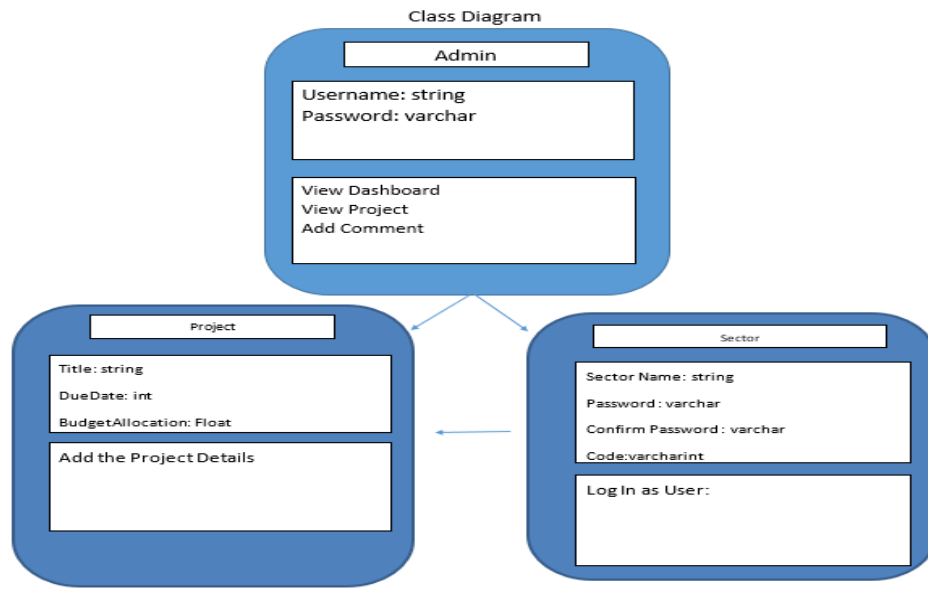 Class Diagram
Admin
Username: string
Password: varchar
View Dashboard
View Project
Add Comment
Project
Title: string
DueDate: int
BudgetAllocation: Float
Add the Project Details
Sector
Sector Name: string
Password: varchar
Confirm Password: varchar
Code:varcharint
Log In as User: